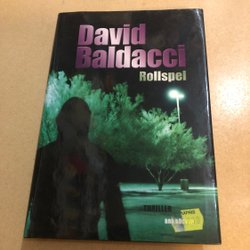 David
Baldacci
Rollspel
THRILLER